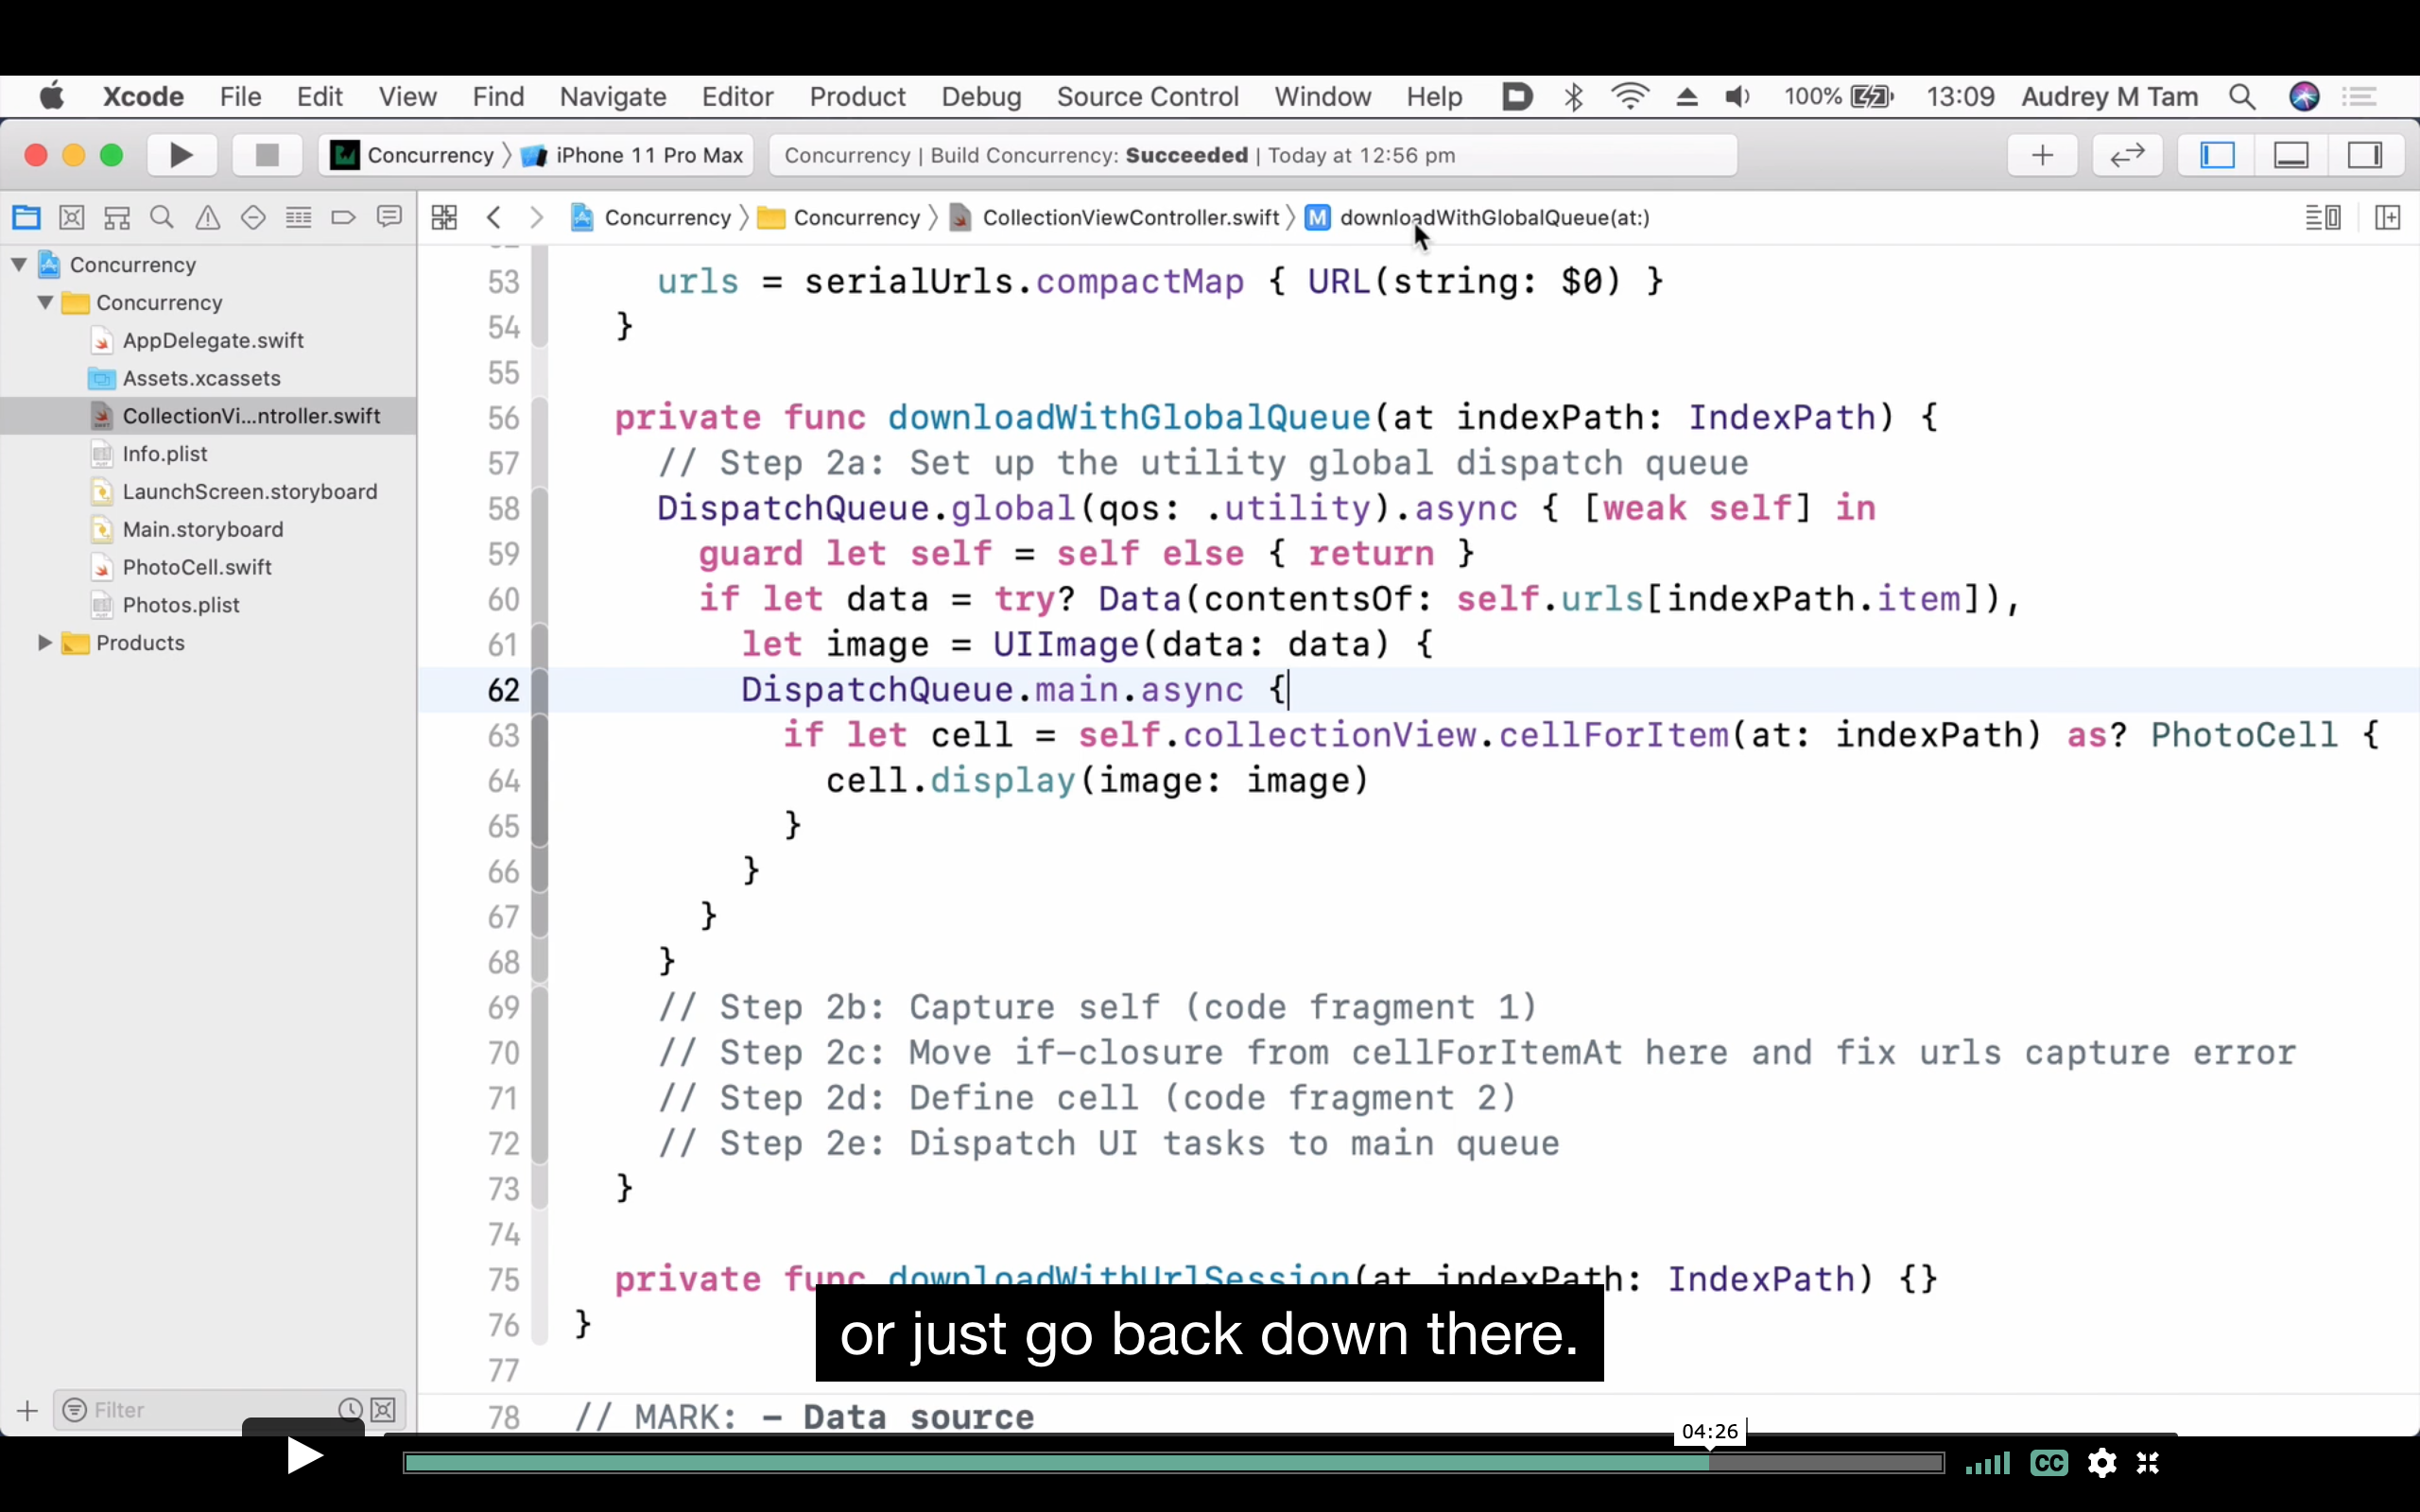 Xcode File Edit View Find Navigate Editor Product Debug Source Control Window Help 100% 13:09 Audrey M Tam
Concurrency iPhone 11 Pro Max Concurrency | Build Concurrency: Succeeded | Today at 12:56 pm
Concurrency Concurrency CollectionViewController.swift M downloadWithGlobalQueue(at:)
Concurrency
Concurrency
AppDelegate.swift
Assets.xcassets
CollectionVi...ntroller.swift
Info.plist
LaunchScreen.storyboard
Main.storyboard
PhotoCell.swift
Photos.plist
Products
Filter
53 urls = serialUrls.compactMap { URL(string: $0) }
54 }
55
56 private func downloadWithGlobalQueue(at indexPath: IndexPath) {
57 // Step 2a: Set up the utility global dispatch queue
58 DispatchQueue.global(qos: .utility).async { [weak self] in
59 guard let self = self else { return }
60 if let data = try? Data(contentsOf: self.urls[indexPath.item]),
61 let image = UIImage(data: data) {
62 DispatchQueue.main.async {
63 if let cell = self.collectionView.cellForItem(at: indexPath) as? PhotoCell {
64 cell.display(image: image)
65 }
66 }
67 }
68 }
69 // Step 2b: Capture self (code fragment 1)
70 // Step 2c: Move if-closure from cellForItemAt here and fix urls capture error
71 // Step 2d: Define cell (code fragment 2)
72 // Step 2e: Dispatch UI tasks to main queue
73 }
74
75 private func downloadWithUrlSession(at indexPath: IndexPath) {}
76 }
77
78 // MARK: - Data source
or just go back down there.
04:26
CC